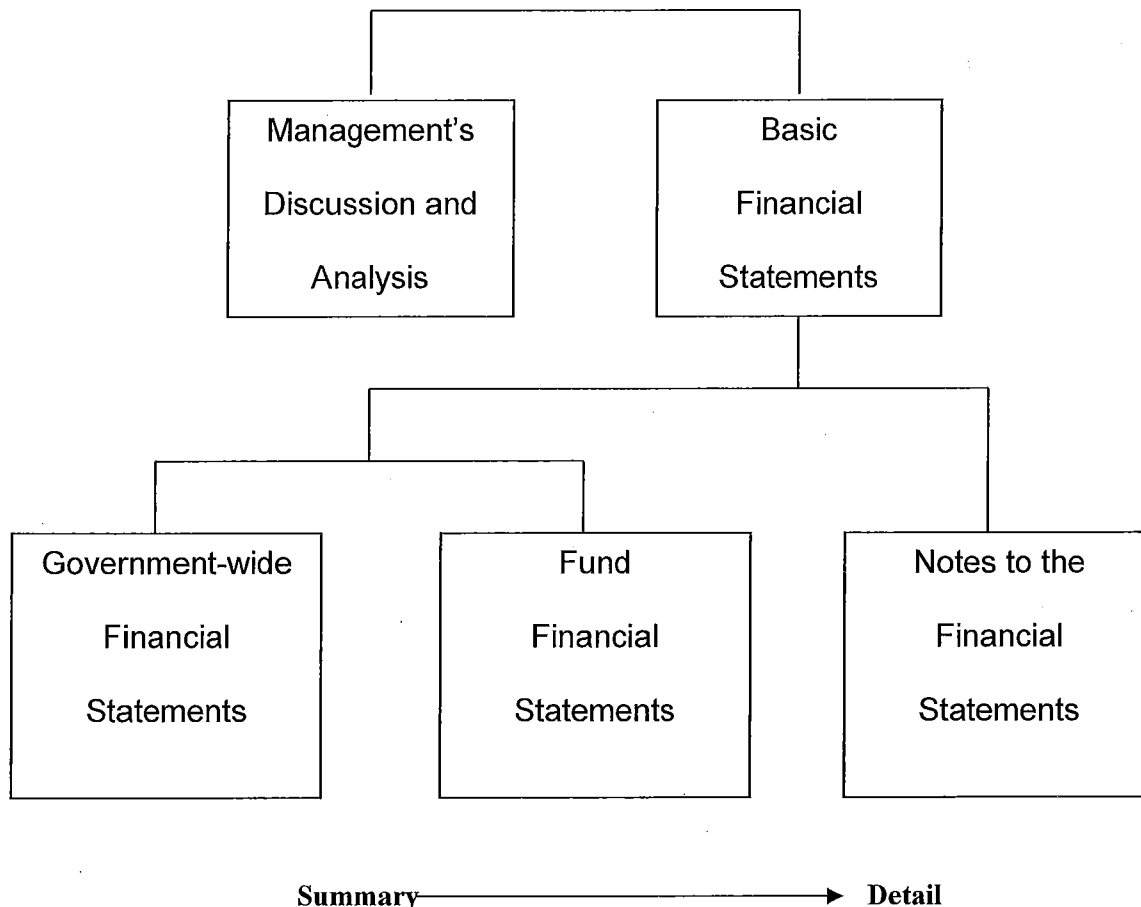 Management's
Discussion and
Analysis
Basic
Financial
Statements
Government-wide
Financial
Statements
Fund
Financial
Statements
Notes to the
Financial
Statements
Summary
Detail